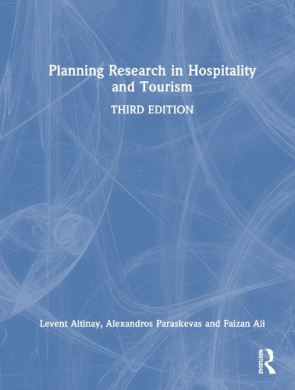 Planning Research in Hospitality
and Tourism
THIRD EDITION
Levent Altinay, Alexandros Paraskevas and Faizan Ali
ROUTLEDGE